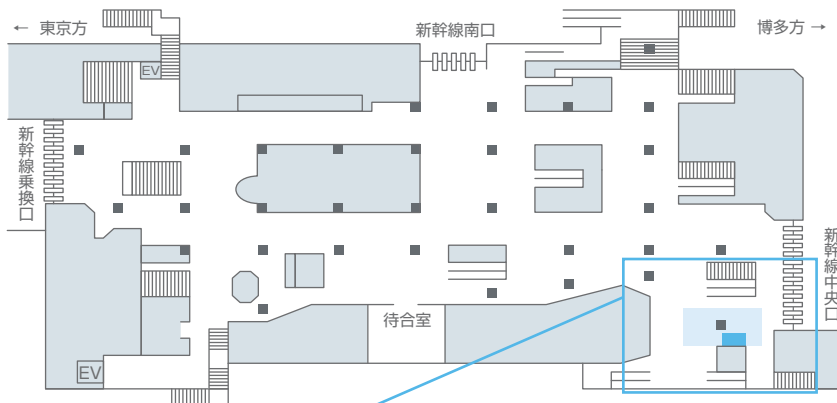 ← 東京方
新幹線南口
博多方 →
EV
新幹線乗換口
新幹線中央口
待合室
EV